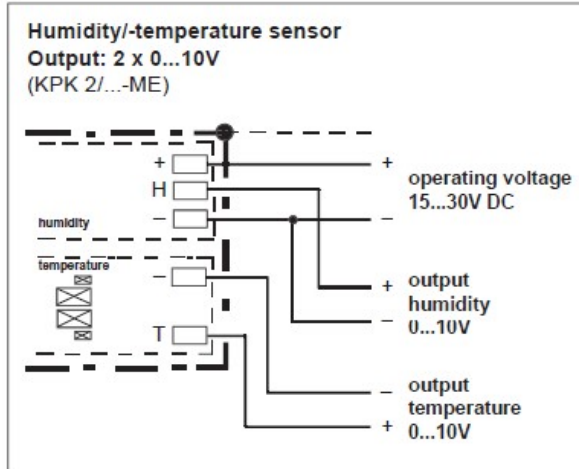 Humidity/-temperature sensor
Output: 2 x 0...10V
(KPK 2/...-ME)
+
H
–
humidity
temperature
–
T
+
operating voltage
15...30V DC
–
+
output
humidity
–
0...10V
–
output
temperature
+
0...10V